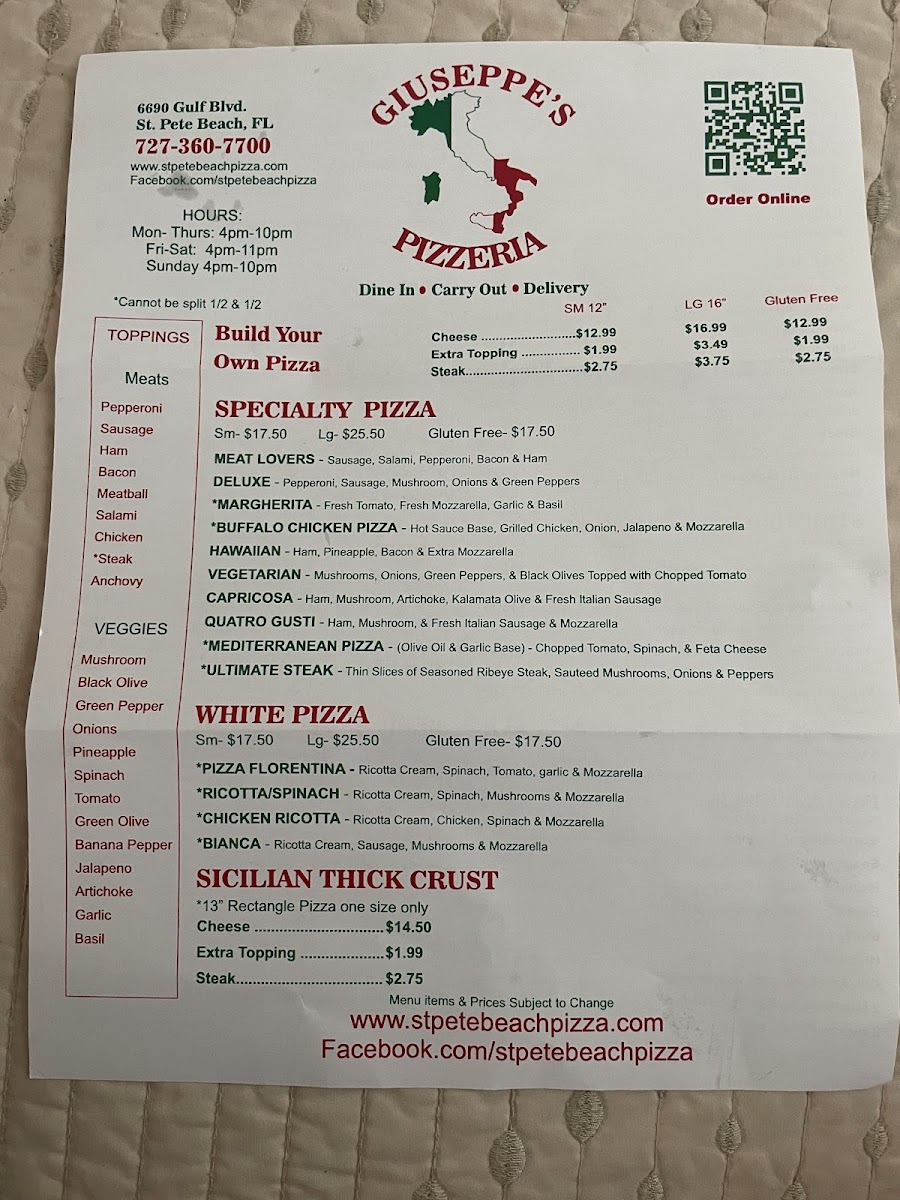 6690 Gulf Blvd.
St. Pete Beach, FL
727-360-7700
www.stpetebeachpizza.com
Facebook.com/stpetebeachpizza
HOURS:
Mon- Thurs: 4pm-10pm
Fri-Sat: 4pm-11pm
Sunday 4pm-10pm
GIUSEPPE'S
PIZZERIA
Dine In • Carry Out • Delivery
Order Online
*Cannot be split 1/2 & 1/2
TOPPINGS
Meats
Pepperoni
Sausage
Ham
Bacon
Meatball
Salami
Chicken
*Steak
Anchovy
VEGGIES
Mushroom
Black Olive
Green Pepper
Onions
Pineapple
Spinach
Tomato
Green Olive
Banana Pepper
Jalapeno
Artichoke
Garlic
Basil
Build Your
Own Pizza
SM 12" LG 16" Gluten Free
Cheese ...........................$12.99 $16.99 $12.99
Extra Topping ................ $1.99 $3.49 $1.99
Steak................................$2.75 $3.75 $2.75
SPECIALTY PIZZA
Sm- $17.50 Lg- $25.50 Gluten Free- $17.50
MEAT LOVERS - Sausage, Salami, Pepperoni, Bacon & Ham
DELUXE - Pepperoni, Sausage, Mushroom, Onions & Green Peppers
*MARGHERITA - Fresh Tomato, Fresh Mozzarella, Garlic & Basil
*BUFFALO CHICKEN PIZZA - Hot Sauce Base, Grilled Chicken, Onion, Jalapeno & Mozzarella
HAWAIIAN - Ham, Pineapple, Bacon & Extra Mozzarella
VEGETARIAN - Mushrooms, Onions, Green Peppers, & Black Olives Topped with Chopped Tomato
CAPRICOSA - Ham, Mushroom, Artichoke, Kalamata Olive & Fresh Italian Sausage
QUATRO GUSTI - Ham, Mushroom, & Fresh Italian Sausage & Mozzarella
*MEDITERRANEAN PIZZA - (Olive Oil & Garlic Base) - Chopped Tomato, Spinach, & Feta Cheese
*ULTIMATE STEAK - Thin Slices of Seasoned Ribeye Steak, Sauteed Mushrooms, Onions & Peppers
WHITE PIZZA
Sm- $17.50 Lg- $25.50 Gluten Free- $17.50
*PIZZA FLORENTINA - Ricotta Cream, Spinach, Tomato, garlic & Mozzarella
*RICOTTA/SPINACH - Ricotta Cream, Spinach, Mushrooms & Mozzarella
*CHICKEN RICOTTA - Ricotta Cream, Chicken, Spinach & Mozzarella
*BIANCA - Ricotta Cream, Sausage, Mushrooms & Mozzarella
SICILIAN THICK CRUST
*13" Rectangle Pizza one size only
Cheese ...............................$14.50
Extra Topping ....................$1.99
Steak................................... $2.75
Menu items & Prices Subject to Change
www.stpetebeachpizza.com
Facebook.com/stpetebeachpizza